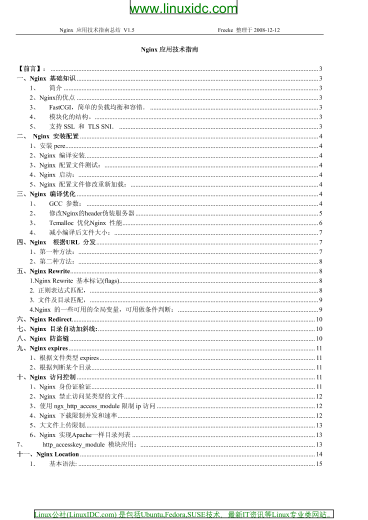 www.linuxidc.com
Nginx 应用技术指南总结 V1.5 Freeke 整理于 2008-12-12
Nginx 应用技术指南
【前言】：...3
一、Nginx 基础知识...3
1、 简介...3
2、Nginx的优点...3
3、 FastCGI，简单的负载均衡和容错。...3
4、 模块化的结构。...3
5、 支持 SSL 和 TLS SNI...3
二、 Nginx 安装配置...4
1、安装 pcre...4
2、Nginx 编译安装...4
3、Nginx 配置文件测试：...4
4、Nginx 启动：...4
5、Nginx 配置文件修改重新加载：...4
三、Nginx 编译优化...4
1、 GCC 参数：...4
2、 修改Nginx的header伪装服务器...5
3、 Tcmalloc 优化Nginx 性能...6
4、 减小编译后文件大小：...7
四、Nginx 根据URL 分发...7
1、第一种方法：...7
2、第二种方法：...8
五、Nginx Rewrite...8
1.Nginx Rewrite 基本标记(flags)...8
2. 正则表达式匹配，...8
3. 文件及目录匹配，...9
4.Nginx 的一些可用的全局变量，可用做条件判断：...9
六、Nginx Redirect...10
七、Nginx 目录自动加斜线:...10
八、Nginx 防盗链...10
九、Nginx expires...11
1、根据文件类型 expires...11
2、根据判断某个目录...11
十、Nginx 访问控制...11
1、Nginx 身份证验证...11
2、Nginx 禁止访问某类型的文件...12
3、使用 ngx_http_access_module 限制 ip 访问...12
4、Nginx 下载限制并发和速率...12
5、大文件上传限制...13
6、Nginx 实现Apache一样目录列表...13
7、 http_accesskey_module 模块应用：...13
十一、Nginx Location...14
1. 基本语法:...15
Linux公社(LinuxIDC.com) 是包括Ubuntu,Fedora,SUSE技术，最新IT资讯等Linux专业类网站。